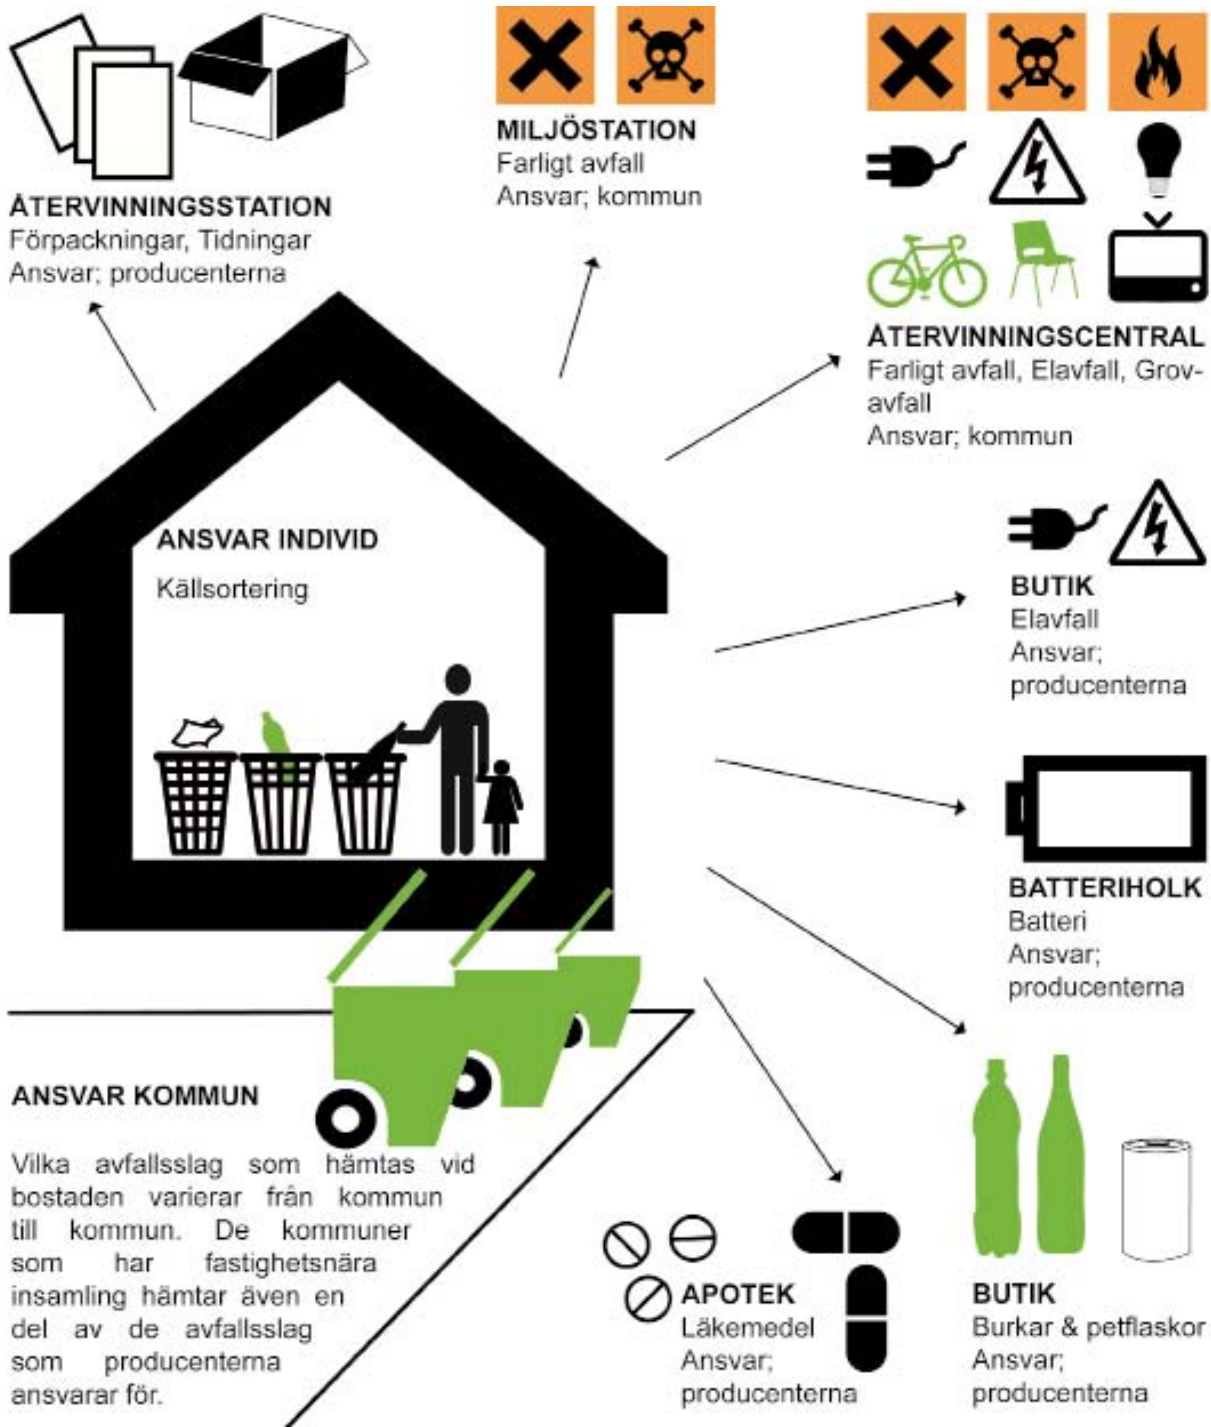 ÅTERVINNINGSSTATION
Förpackningar, Tidningar
Ansvar; producenterna
MILJÖSTATION
Farligt avfall
Ansvar; kommun
ÅTERVINNINGSCENTRAL
Farligt avfall, Elavfall, Grov-
avfall
Ansvar; kommun
ANSVAR INDIVID
Källsortering
BUTIK
Elavfall
Ansvar;
producenterna
BATTERIHOLK
Batteri
Ansvar;
producenterna
ANSVAR KOMMUN
Vilka avfallsslag som hämtas vid
bostaden varierar från kommun
till kommun. De kommuner
som har fastighetsnära
insamling hämtar även en
del av de avfallsslag
som producenterna
ansvarar för.
APOTEK
Läkemedel
Ansvar;
producenterna
BUTIK
Burkar & petflaskor
Ansvar;
producenterna